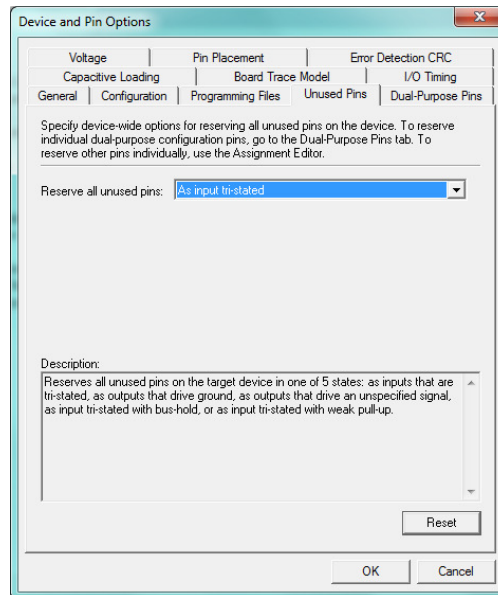 Device and Pin Options
Voltage Pin Placement Error Detection CRC
Capacitive Loading Board Trace Model I/O Timing
General Configuration Programming Files Unused Pins Dual-Purpose Pins
Specify device-wide options for reserving all unused pins on the device. To reserve
individual dual-purpose configuration pins, go to the Dual-Purpose Pins tab. To
reserve other pins individually, use the Assignment Editor.
Reserve all unused pins: As input tri-stated
Description:
Reserves all unused pins on the target device in one of 5 states: as inputs that are
tri-stated, as outputs that drive ground, as outputs that drive an unspecified signal,
as input tri-stated with bus-hold, or as input tri-stated with weak pull-up.
Reset
OK Cancel